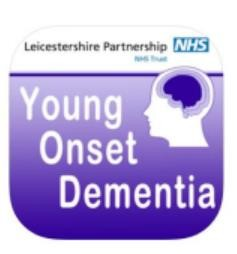 Leicestershire Partnership NHS
NHS Trust
Young
Onset
Dementia